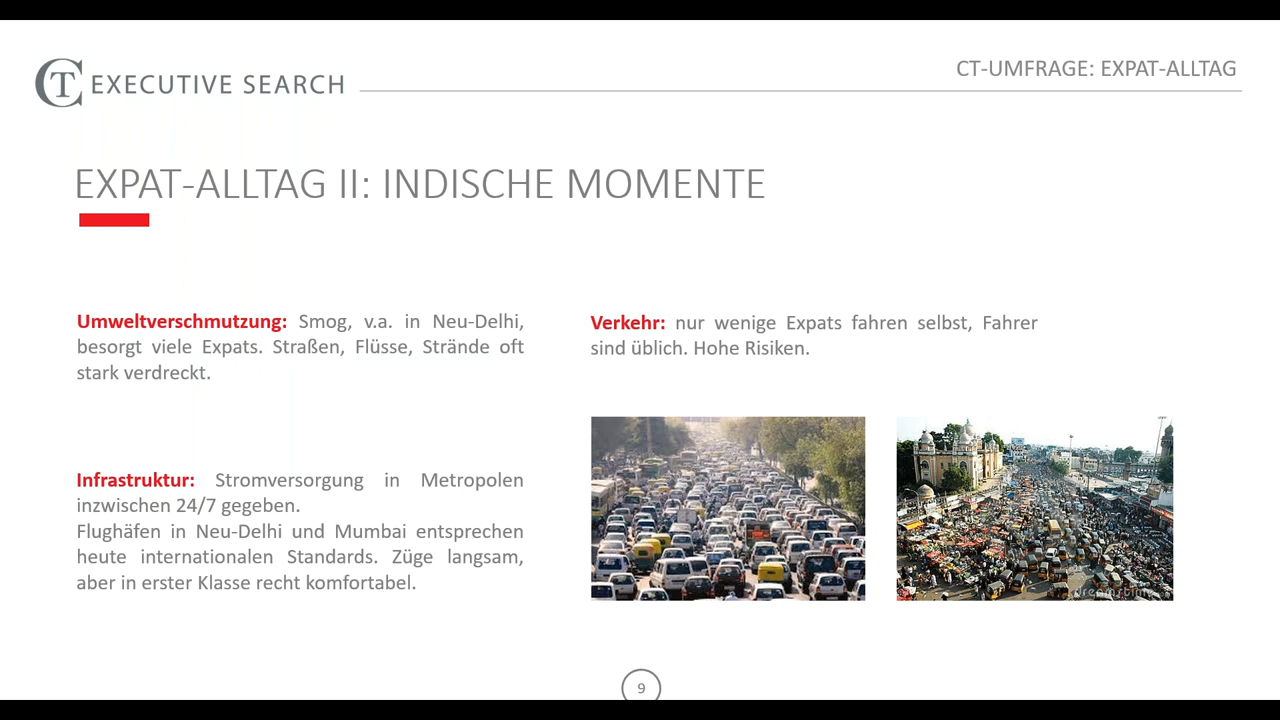 CT EXECUTIVE SEARCH
CT-UMFRAGE: EXPAT-ALLTAG
EXPAT-ALLTAG II: INDISCHE MOMENTE
Umweltverschmutzung: Smog, v.a. in Neu-Delhi,
besorgt viele Expats. Straßen, Flüsse, Strände oft
stark verdreckt.
Infrastruktur: Stromversorgung in Metropolen
inzwischen 24/7 gegeben.
Flughäfen in Neu-Delhi und Mumbai entsprechen
heute internationalen Standards. Züge langsam,
aber in erster Klasse recht komfortabel.
Verkehr: nur wenige Expats fahren selbst, Fahrer
sind üblich. Hohe Risiken.
dreamstime
9